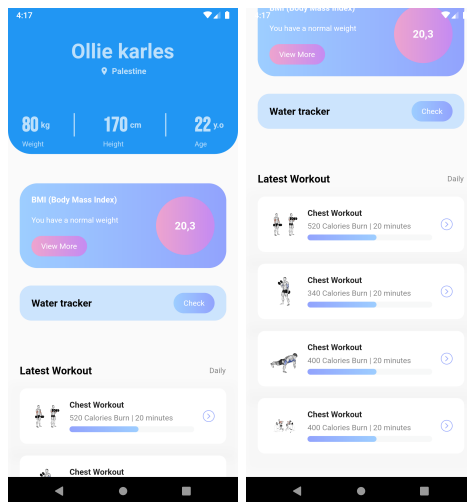 4:17
Ollie karles
Palestine
80 kg
170 cm
22 y.o
Weight
Height
Age
BMI (Body Mass Index)
You have a normal weight
20,3
View More
Water tracker
Check
Latest Workout
Daily
Chest Workout
520 Calories Burn | 20 minutes
Chest Workout
4:17
BMI (Body Mass Index)
You have a normal weight
20,3
View More
Water tracker
Check
Latest Workout
Daily
Chest Workout
520 Calories Burn | 20 minutes
Chest Workout
340 Calories Burn | 20 minutes
Chest Workout
400 Calories Burn | 20 minutes
Chest Workout
400 Calories Burn | 20 minutes